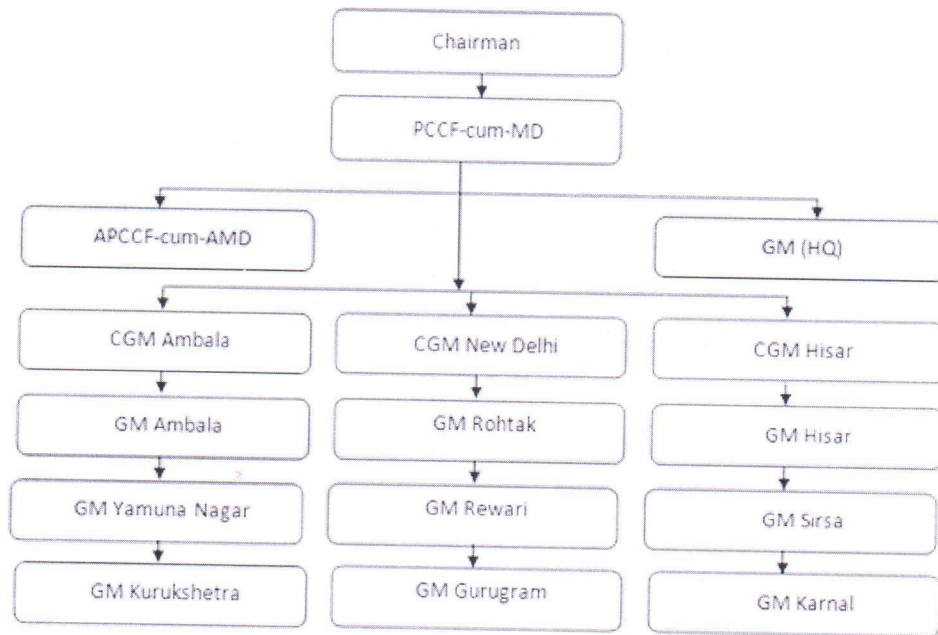 Chairman
PCCF-cum-MD
APCCF-cum-AMD
GM (HQ)
CGM Ambala
CGM New Delhi
CGM Hisar
GM Ambala
GM Rohtak
GM Hisar
GM Yamuna Nagar
GM Rewari
GM Sirsa
GM Kurukshetra
GM Gurugram
GM Karnal